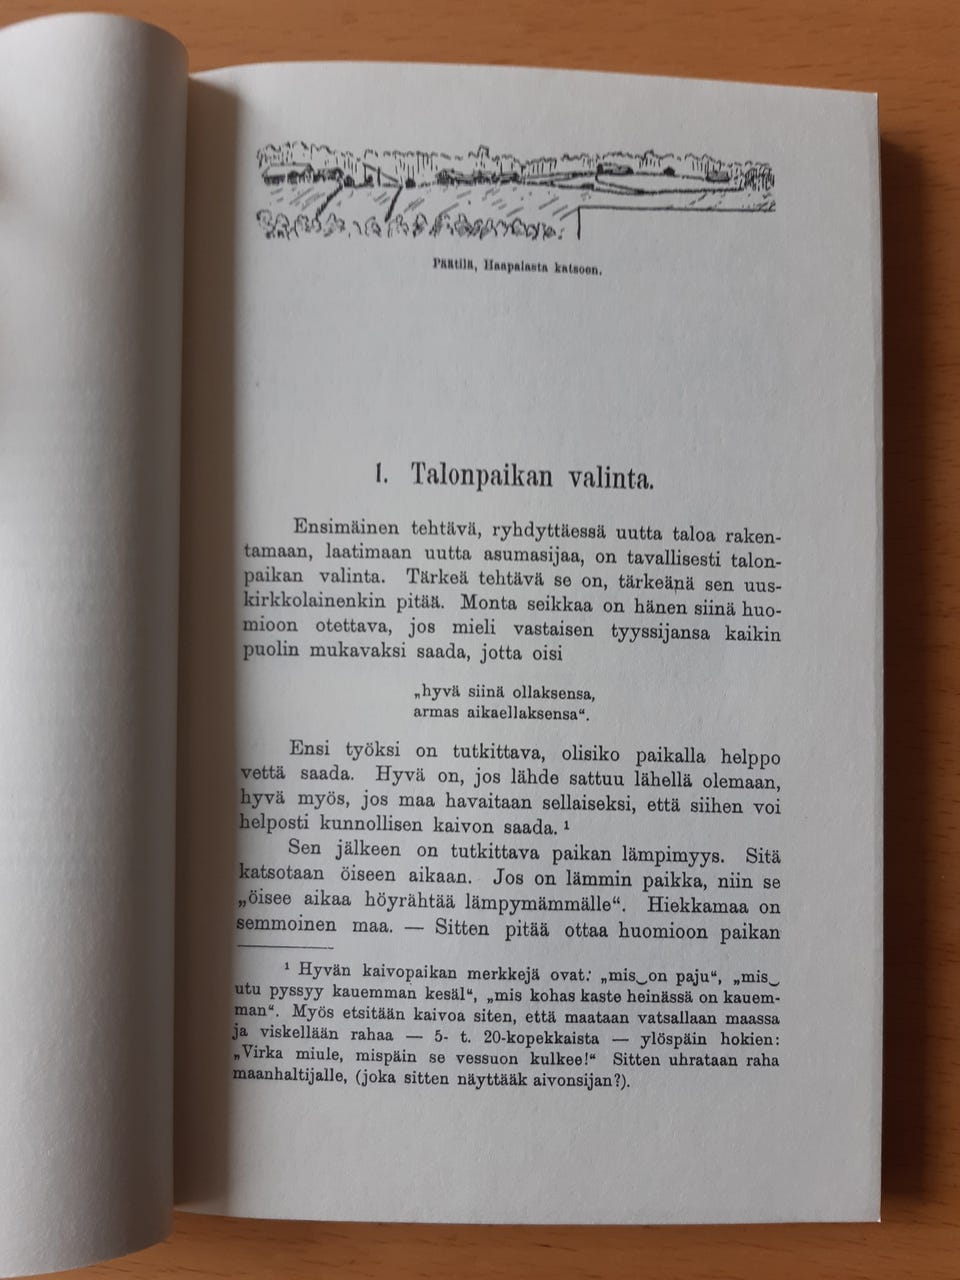 Päätilä, Haapalasta katsoen.
1. Talonpaikan valinta.
Ensimäinen tehtävä, ryhdyttäessä uutta taloa raken-
tamaan, laatimaan uutta asumasijaa, on tavallisesti talon-
paikan valinta. Tärkeä tehtävä se on, tärkeänä sen uus-
kirkkolainenkin pitää. Monta seikkaa on hänen siinä huo-
mioon otettava, jos mieli vastaisen tyyssijansa kaikin
puolin mukavaksi saada, jotta oisi
„hyvä siinä ollaksensa,
armas aikaellaksensa“.
Ensi työksi on tutkittava, olisiko paikalla helppo
vettä saada. Hyvä on, jos lähde sattuu lähellä olemaan,
hyvä myös, jos maa havaitaan sellaiseksi, että siihen voi
helposti kunnollisen kaivon saada. ¹
Sen jälkeen on tutkittava paikan lämpimyys. Sitä
katsotaan öiseen aikaan. Jos on lämmin paikka, niin se
„öisee aikaa höyrähtää lämpymämmälle“. Hiekkamaa on
semmoinen maa. — Sitten pitää ottaa huomioon paikan
¹ Hyvän kaivopaikan merkkejä ovat: „mis‿on paju“, „mis‿
utu pyssyy kauemman kesäl“, „mis kohas kaste heinässä on kauem-
man“. Myös etsitään kaivoa siten, että maataan vatsallaan maassa
ja viskellään rahaa — 5- t. 20-kopekkaista — ylöspäin hokien:
„Virka miule, mispäin se vessuon kulkee!“ Sitten uhrataan raha
maanhaltijalle, (joka sitten näyttääk aivonsijan?).